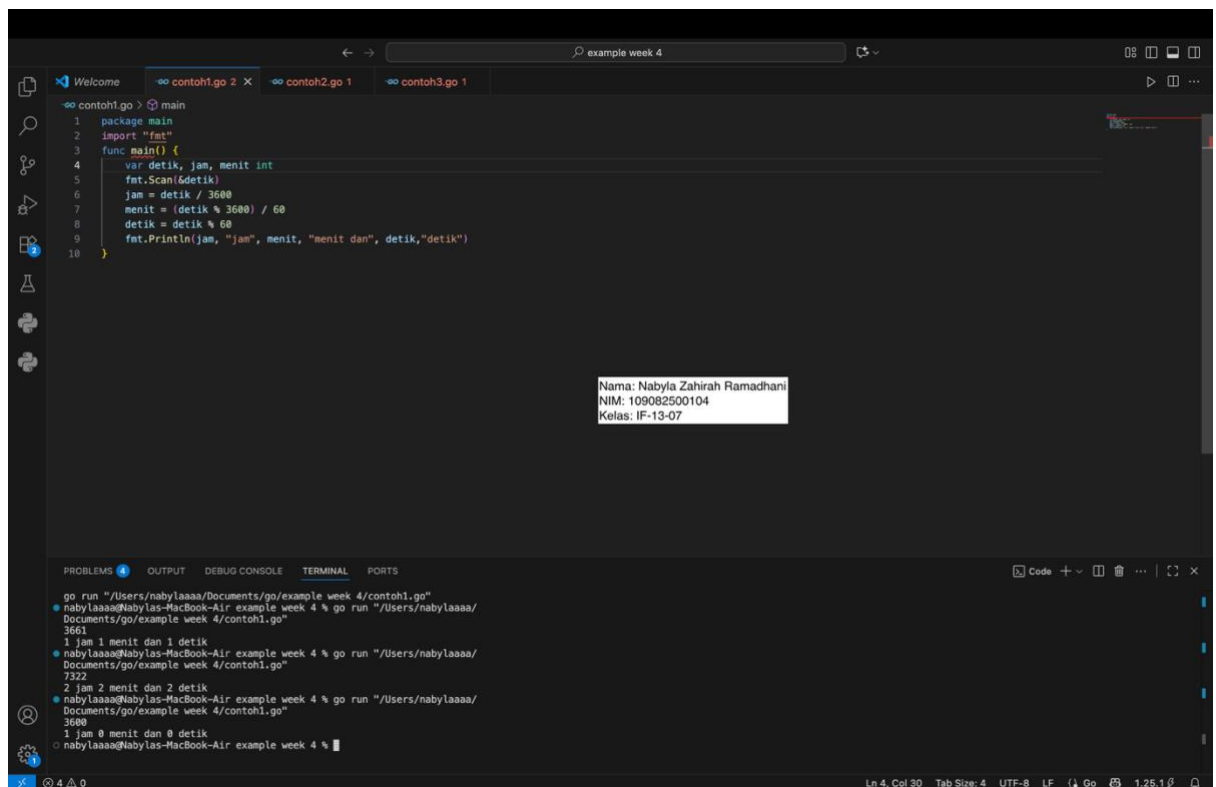 example week 4
Welcome
contoh1.go 2
contoh2.go 1
contoh3.go 1
contoh1.go > main
1 package main
2 import "fmt"
3 func main() {
4 var detik, jam, menit int
5 fmt.Scan(&detik)
6 jam = detik / 3600
7 menit = (detik % 3600) / 60
8 detik = detik % 60
9 fmt.Println(jam, "jam", menit, "menit dan", detik,"detik")
10 }
Nama: Nabyla Zahirah Ramadhani
NIM: 109082500104
Kelas: IF-13-07
PROBLEMS 4 OUTPUT DEBUG CONSOLE TERMINAL PORTS
Code
go run "/Users/nabylaaaa/Documents/go/example week 4/contoh1.go"
nabylaaaa@Nabylas-MacBook-Air example week 4 % go run "/Users/nabylaaaa/
Documents/go/example week 4/contoh1.go"
3661
1 jam 1 menit dan 1 detik
nabylaaaa@Nabylas-MacBook-Air example week 4 % go run "/Users/nabylaaaa/
Documents/go/example week 4/contoh1.go"
7322
2 jam 2 menit dan 2 detik
nabylaaaa@Nabylas-MacBook-Air example week 4 % go run "/Users/nabylaaaa/
Documents/go/example week 4/contoh1.go"
3600
1 jam 0 menit dan 0 detik
nabylaaaa@Nabylas-MacBook-Air example week 4 %
2
1
4 0
Ln 4, Col 30 Tab Size: 4 UTF-8 LF Go 1.25.1